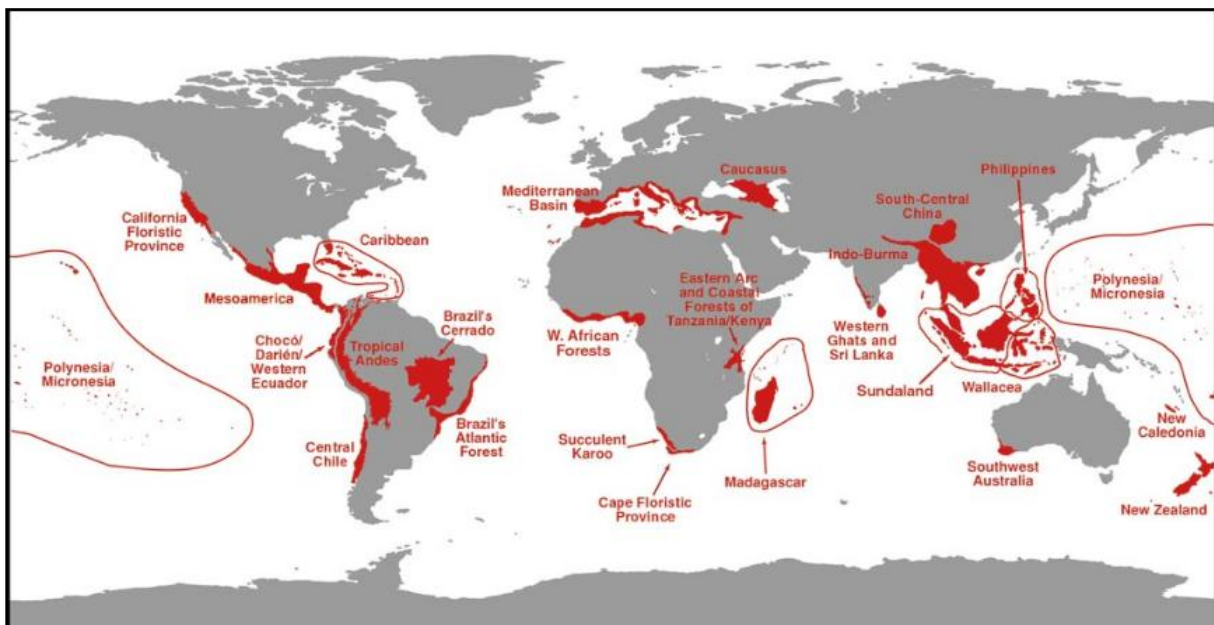 California
Floristic
Province
Polynesia/
Micronesia
Mesoamerica
Caribbean
Chocó/
Darién/
Western
Ecuador
Tropical
Andes
Brazil's
Cerrado
Central
Chile
Brazil's
Atlantic
Forest
Mediterranean
Basin
Caucasus
W. African
Forests
Eastern Arc
and Coastal
Forests of
Tanzania/Kenya
Succulent
Karoo
Cape Floristic
Province
Madagascar
South-Central
China
Indo-Burma
Western
Ghats and
Sri Lanka
Philippines
Sundaland
Wallacea
Polynesia/
Micronesia
New
Caledonia
Southwest
Australia
New Zealand